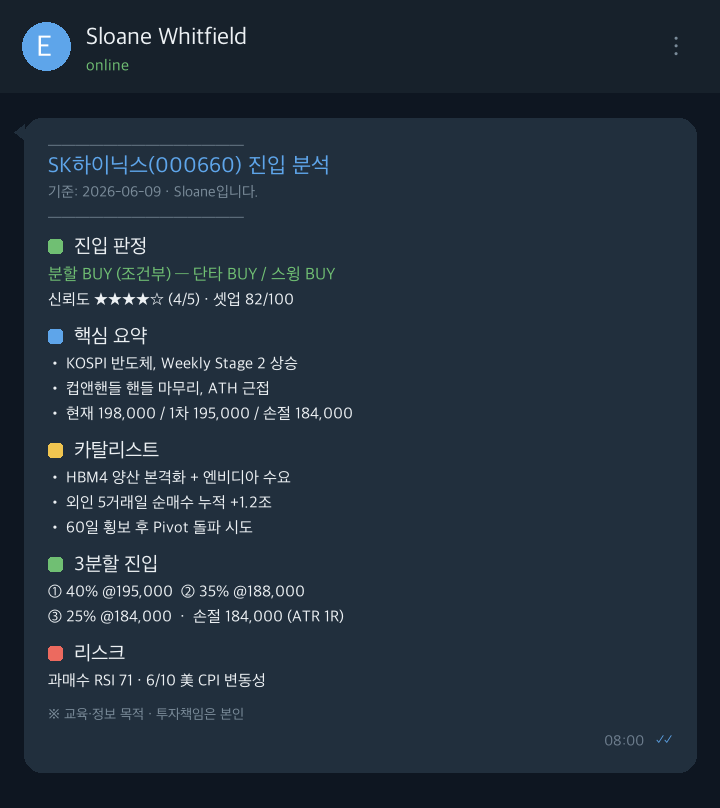 E
Sloane Whitfield
online
SK하이닉스(000660) 진입 분석
기준: 2026-06-09 · Sloane입니다.
진입 판정
분할 BUY (조건부) — 단타 BUY / 스윙 BUY
신뢰도 ★★★★☆ (4/5) · 셋업 82/100
핵심 요약
• KOSPI 반도체, Weekly Stage 2 상승
• 컵앤핸들 핸들 마무리, ATH 근접
• 현재 198,000 / 1차 195,000 / 손절 184,000
카탈리스트
• HBM4 양산 본격화 + 엔비디아 수요
• 외인 5거래일 순매수 누적 +1.2조
• 60일 횡보 후 Pivot 돌파 시도
3분할 진입
① 40% @195,000 ② 35% @188,000
③ 25% @184,000 · 손절 184,000 (ATR 1R)
리스크
과매수 RSI 71 · 6/10 美 CPI 변동성
※ 교육·정보 목적 · 투자책임은 본인
08:00